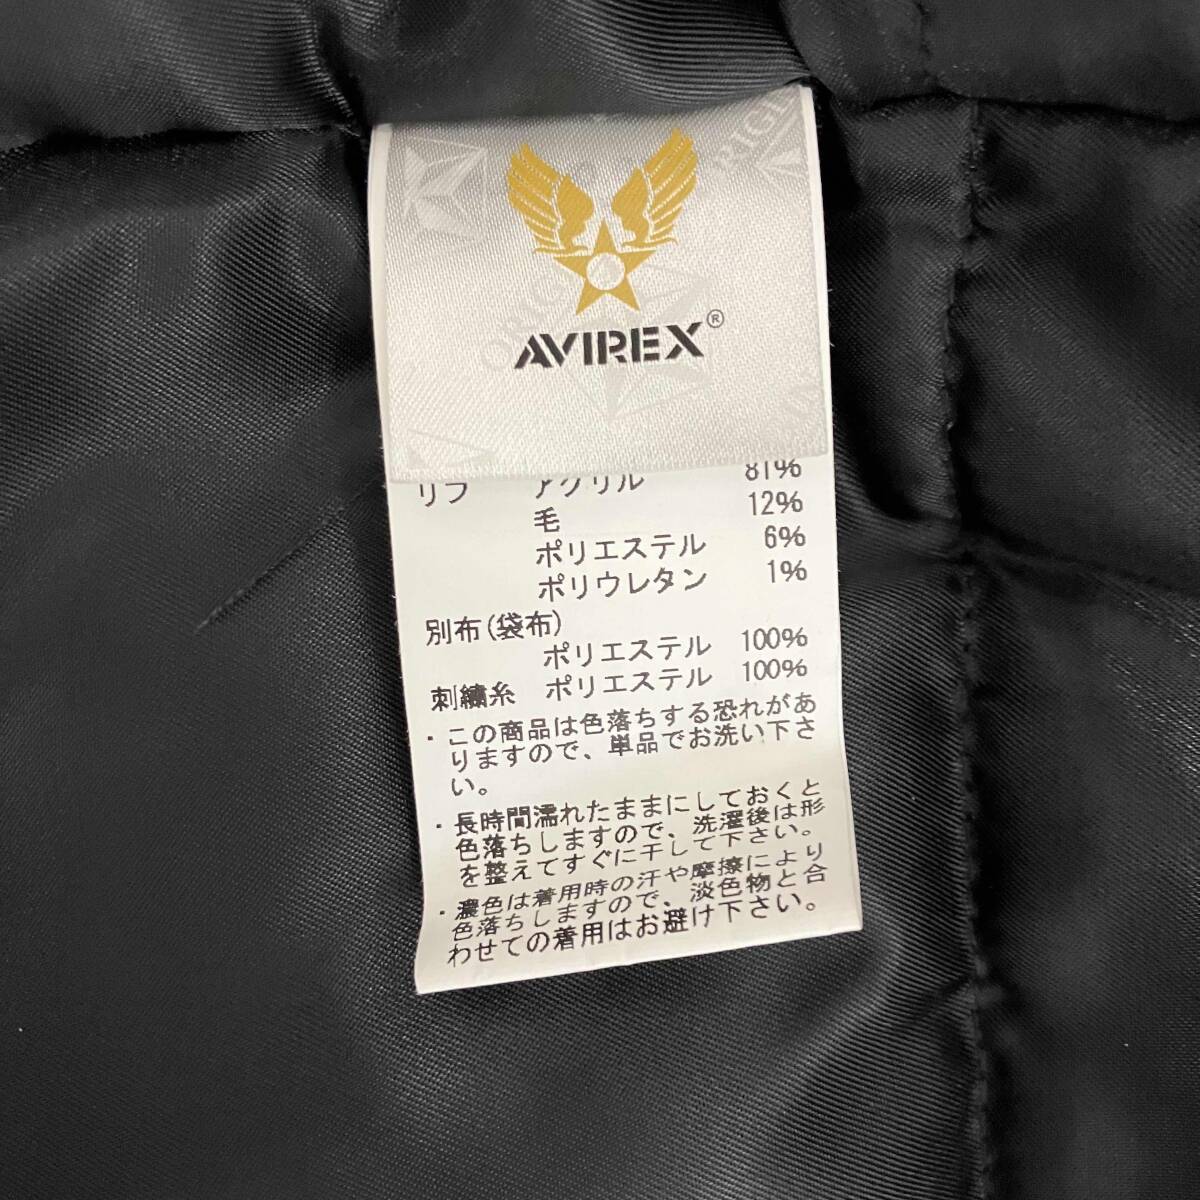 AVIREX®
リブ アクリル 81%
毛 12%
ポリエステル 6%
ポリウレタン 1%
別布(袋布)
ポリエステル 100%
刺繍糸 ポリエステル 100%
・この商品は色落ちする恐れがあ
りますので、単品でお洗い下さ
い。
・長時間濡れたままにしておくと
色落ちしますので、洗濯後は形
を整えてすぐに干して下さい。
・濃色は着用時の汗や摩擦により
色落ちしますので、淡色物と合
わせての着用はお避け下さい。